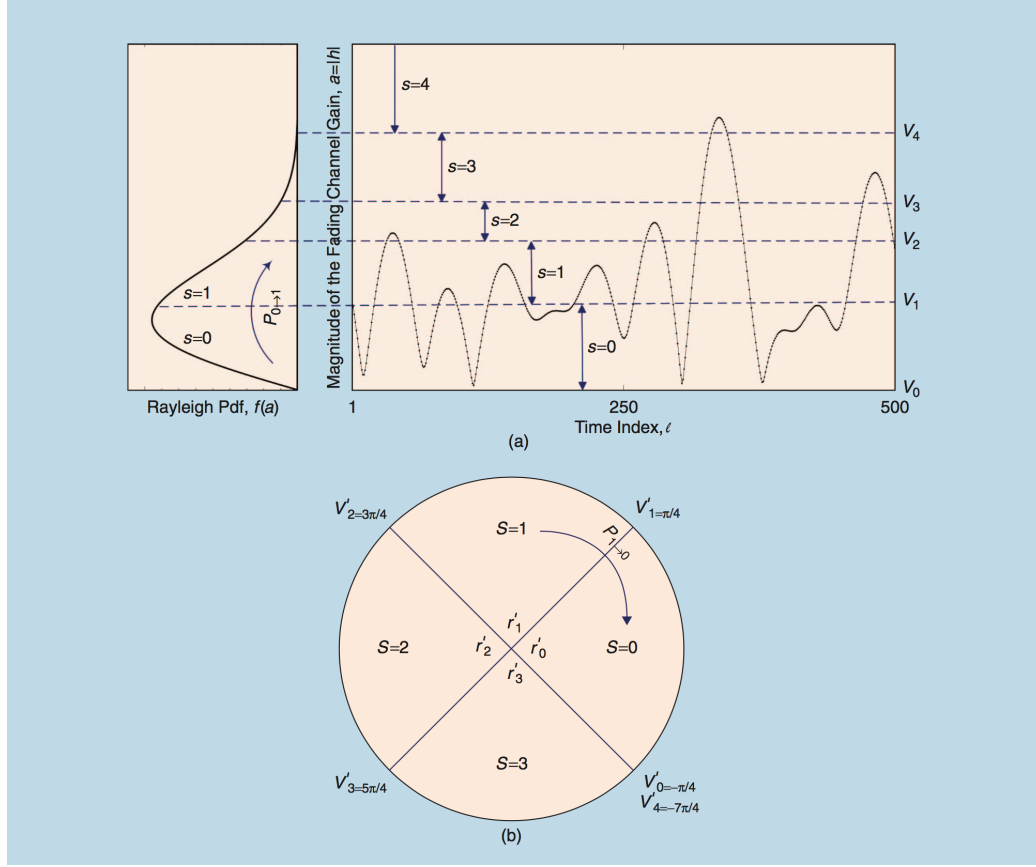 Magnitude of the Fading Channel Gain, a=|h|
s=4
V4
s=3
V3
s=2
V2
s=1
s=1
P0↦1
V1
s=0
s=0
V0
Rayleigh Pdf, f(a)
1
250
500
Time Index, ℓ
(a)
V′2=3π/4
V′1=π/4
S=1
P1↦0
r′1
S=2
r′2
r′0
S=0
r′3
S=3
V′3=5π/4
V′0=−π/4
V′4=−7π/4
(b)